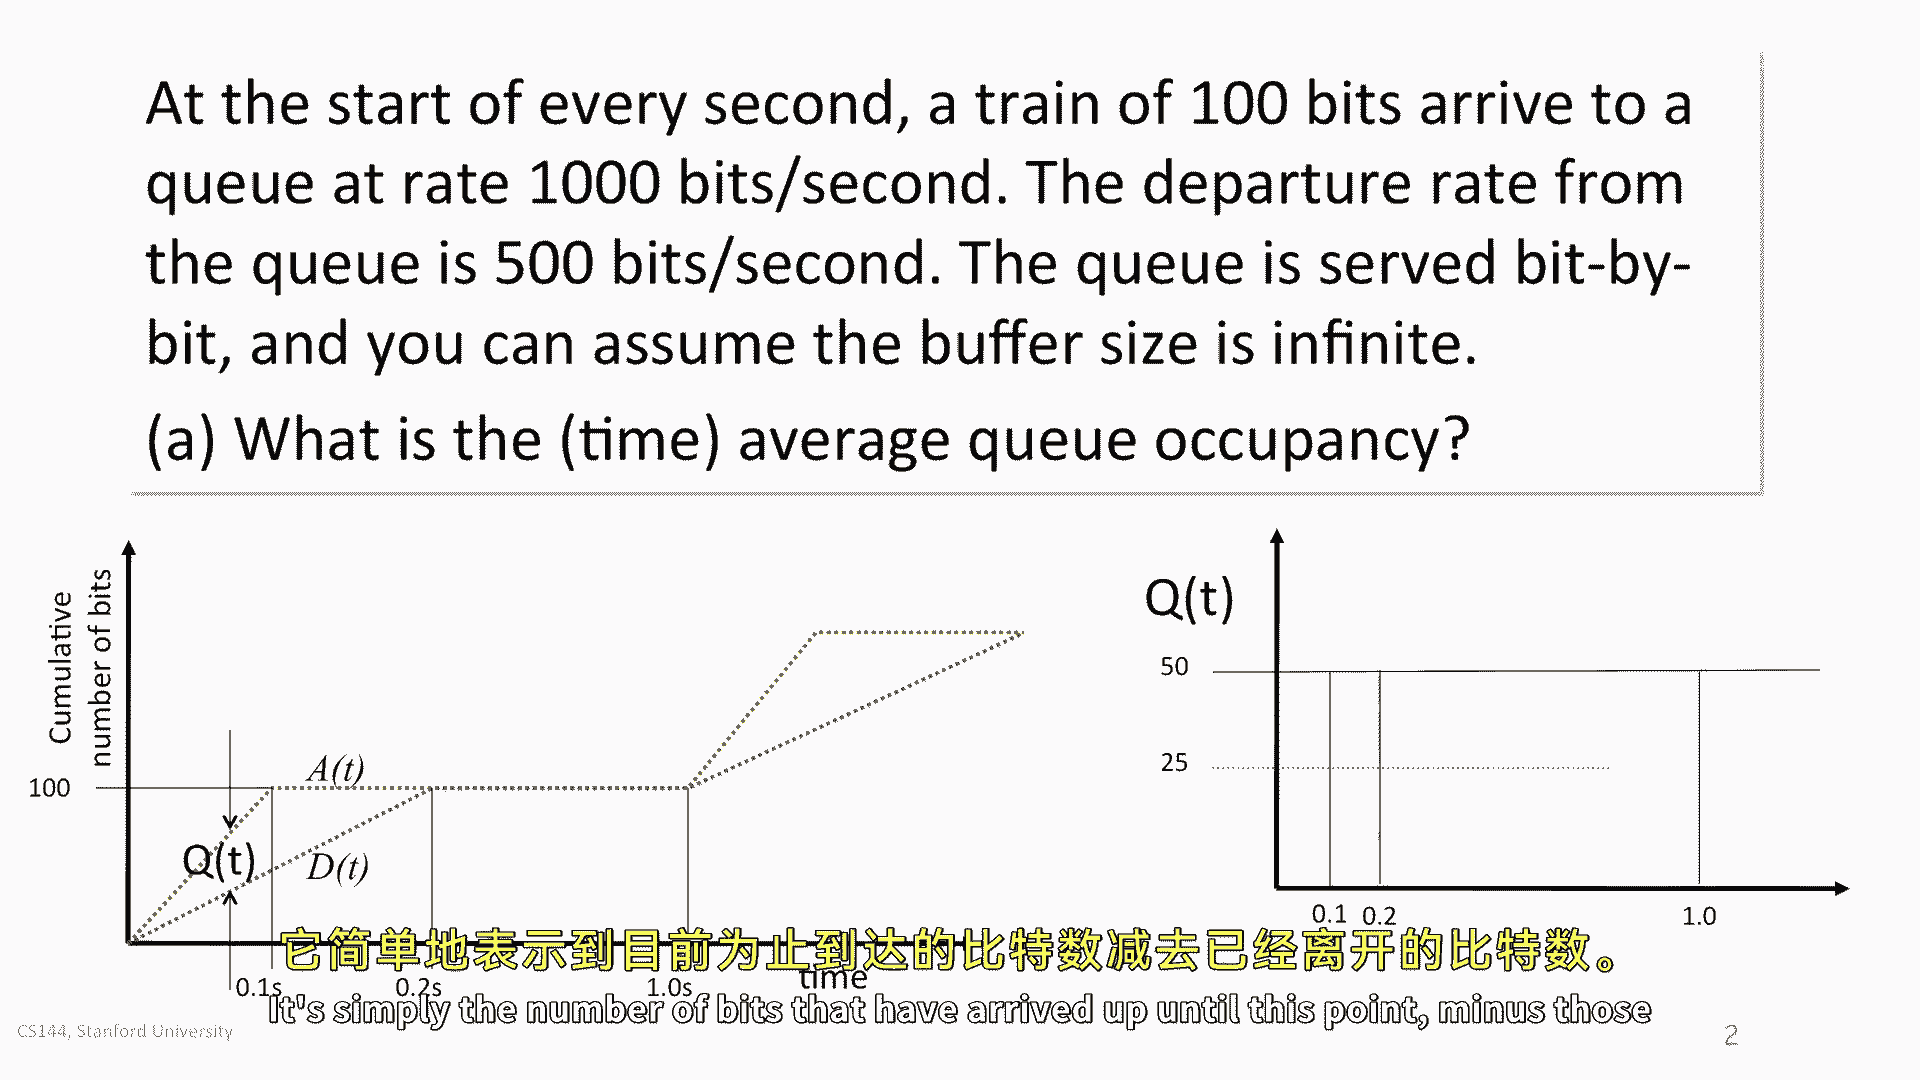 At the start of every second, a train of 100 bits arrive to a
queue at rate 1000 bits/second. The departure rate from
the queue is 500 bits/second. The queue is served bit-by-
bit, and you can assume the buffer size is infinite.
(a) What is the (time) average queue occupancy?
Cumulative
number of bits
100
A(t)
Q(t)
D(t)
0.1s
0.2s
1.0s
time
Q(t)
50
25
0.1
0.2
1.0
它简单地表示到目前为止到达的比特数减去已经离开的比特数。
It's simply the number of bits that have arrived up until this point, minus those
CS144, Stanford University
2